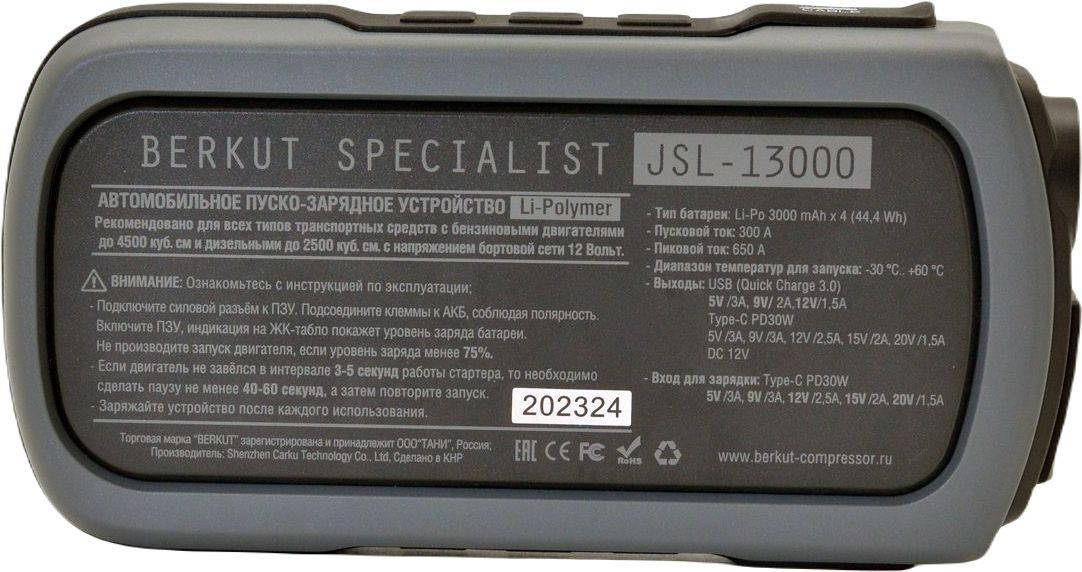 CABLE
BERKUT SPECIALIST JSL-13000
АВТОМОБИЛЬНОЕ ПУСКО-ЗАРЯДНОЕ УСТРОЙСТВО Li-Polymer
Рекомендовано для всех типов транспортных средств с бензиновыми двигателями
до 4500 куб. см и дизельными до 2500 куб. см. с напряжением бортовой сети 12 Вольт.
ВНИМАНИЕ: Ознакомьтесь с инструкцией по эксплуатации;
- Подключите силовой разъём к ПЗУ. Подсоедините клеммы к АКБ, соблюдая полярность.
Включите ПЗУ, индикация на ЖК-табло покажет уровень заряда батареи.
Не производите запуск двигателя, если уровень заряда менее 75%.
- Если двигатель не завёлся в интервале 3-5 секунд работы стартера, то необходимо
сделать паузу не менее 40-60 секунд, а затем повторите запуск.
- Заряжайте устройство после каждого использования.
202324
Торговая марка "BERKUT" зарегистрирована и принадлежит ООО"ТАНИ", Россия;
Производитель: Shenzhen Carku Technology Co., Ltd, Сделано в КНР
EAC CE FC RoHS
- Тип батареи: Li-Po 3000 mAh x 4 (44,4 Wh)
- Пусковой ток: 300 А
- Пиковой ток: 650 А
- Диапазон температур для запуска: -30 °C.. +60 °C
- Выходы: USB (Quick Charge 3.0)
5V /3A, 9V/ 2A,12V/1,5A
Type-C PD30W
5V /3A, 9V /3A, 12V /2,5A, 15V /2A, 20V /1,5A
DC 12V
- Вход для зарядки: Type-C PD30W
5V /3A, 9V /3A, 12V /2,5A, 15V /2A, 20V /1,5A
www.berkut-compressor.ru